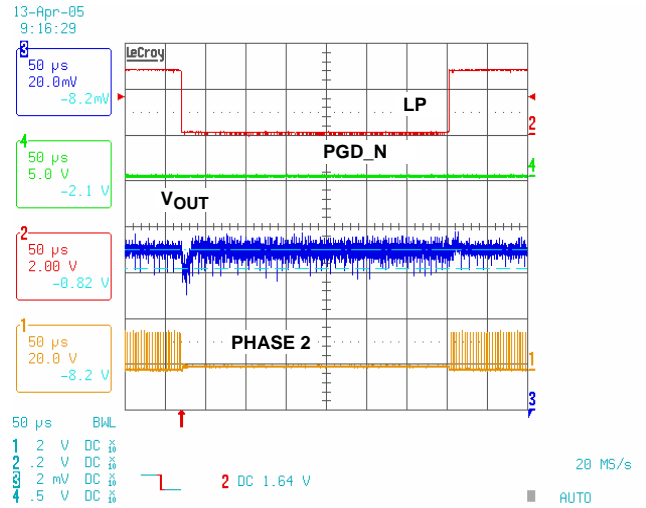 13-Apr-05
9:16:29
LeCroy
3
50 µs
20.0mV
-8.2mV
LP
2
4
50 µs
5.0 V
-2.1 V
PGD_N
4
VOUT
2
50 µs
2.00 V
-0.82 V
1
50 µs
20.0 V
-8.2 V
PHASE 2
1
3
50 µs BWL
1 2 V DC x10
2 .2 V DC x10
3 2 mV DC x10
4 .5 V DC x10
2 DC 1.64 V
20 MS/s
AUTO